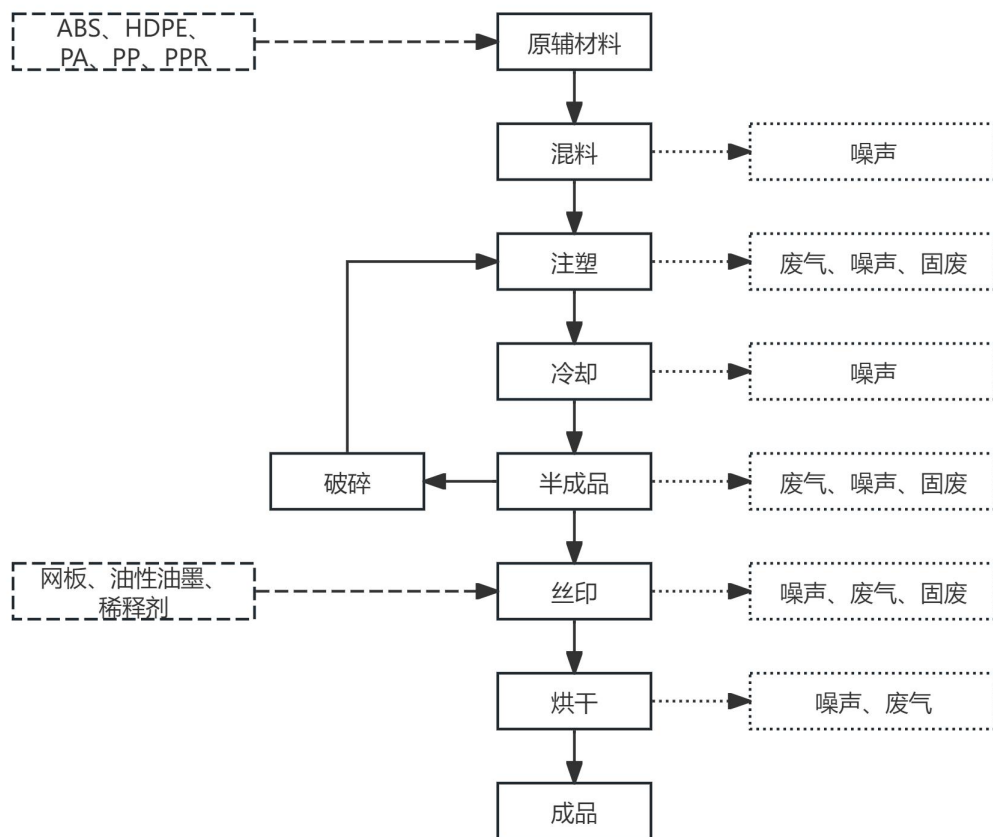 ABS、HDPE、
PA、PP、PPR
原辅材料
混料
噪声
注塑
废气、噪声、固废
冷却
噪声
破碎
半成品
废气、噪声、固废
网板、油性油墨、
稀释剂
丝印
噪声、废气、固废
烘干
噪声、废气
成品